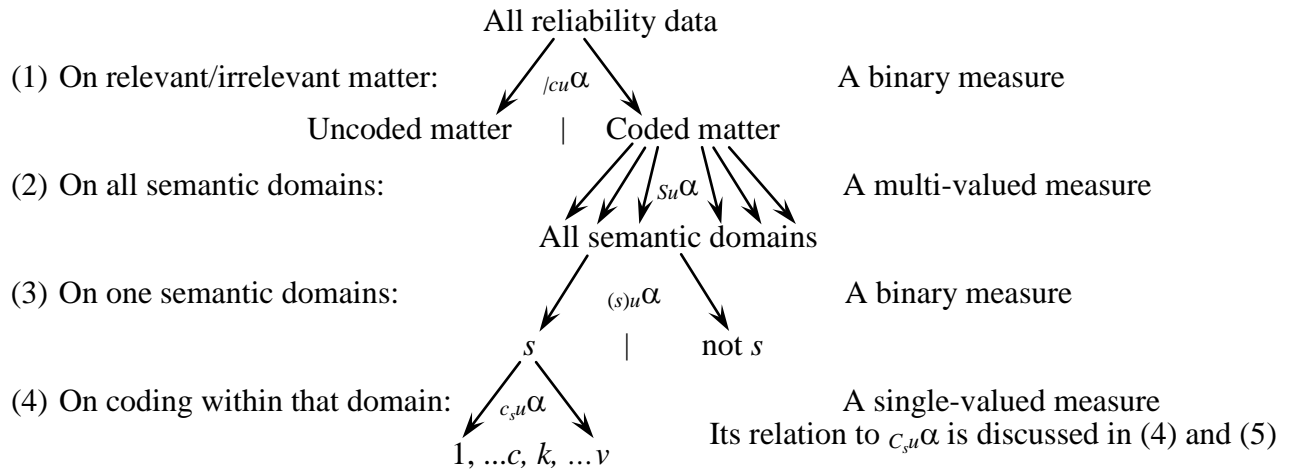 All reliability data
(1) On relevant/irrelevant matter: /cuα A binary measure
Uncoded matter | Coded matter
(2) On all semantic domains: Suα A multi-valued measure
All semantic domains
(3) On one semantic domains: (s)uα A binary measure
s | not s
(4) On coding within that domain: csuα A single-valued measure
Its relation to Csuα is discussed in (4) and (5)
1, ...c, k, …v